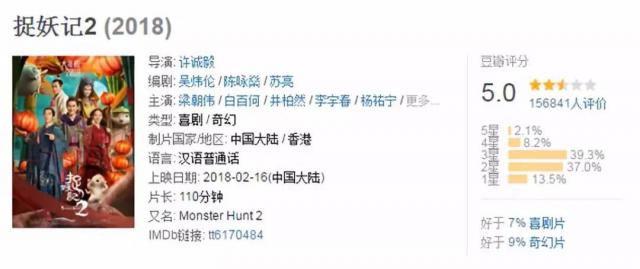 捉妖记2 (2018)
导演: 许诚毅
编剧: 吴炜伦 / 陈咏燊 / 苏亮
主演: 梁朝伟 / 白百何 / 井柏然 / 李宇春 / 杨祐宁 / 更多...
类型: 喜剧 / 奇幻
制片国家/地区: 中国大陆 / 香港
语言: 汉语普通话
上映日期: 2018-02-16(中国大陆)
片长: 110分钟
又名: Monster Hunt 2
IMDb链接: tt6170484
豆瓣评分
5.0
156841人评价
5星 2.1%
4星 8.2%
3星 39.3%
2星 37.0%
1星 13.5%
好于 7% 喜剧片
好于 9% 奇幻片
捉妖记2